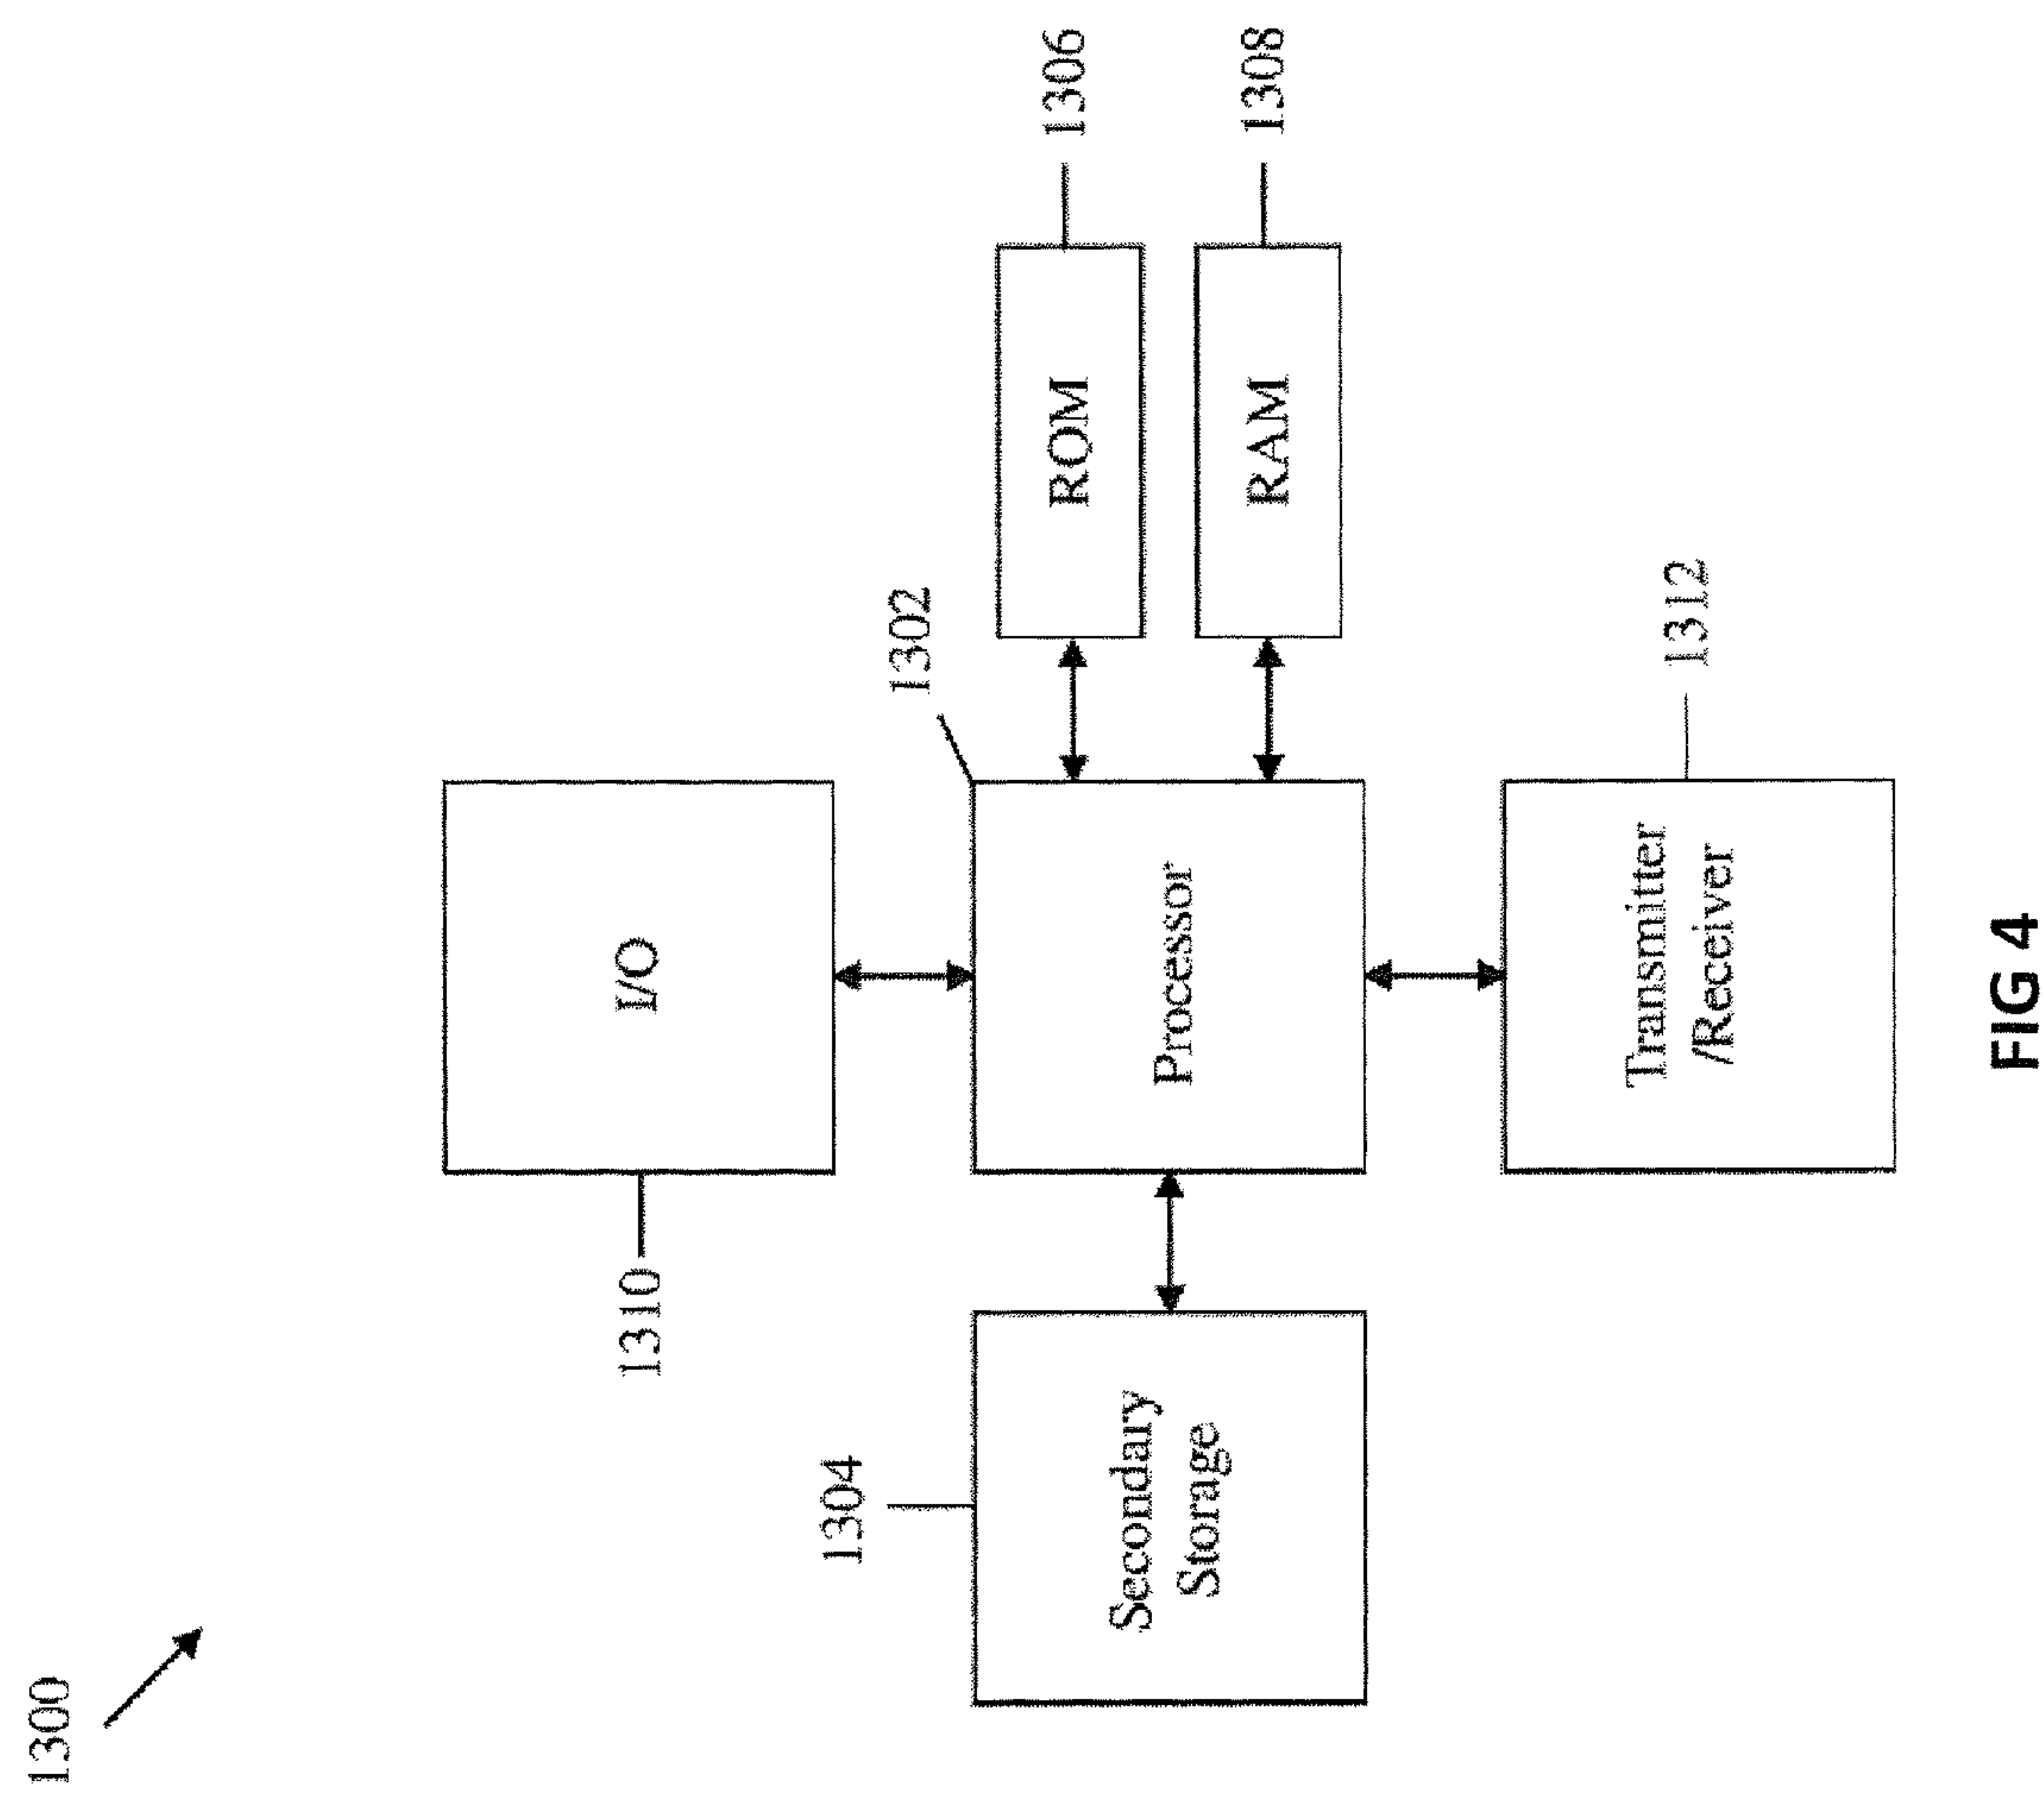 1300
1310
I/O
1304
1302
Secondary
Storage
Processor
ROM
1306
RAM
1308
Transmitter
/Receiver
1312
FIG 4